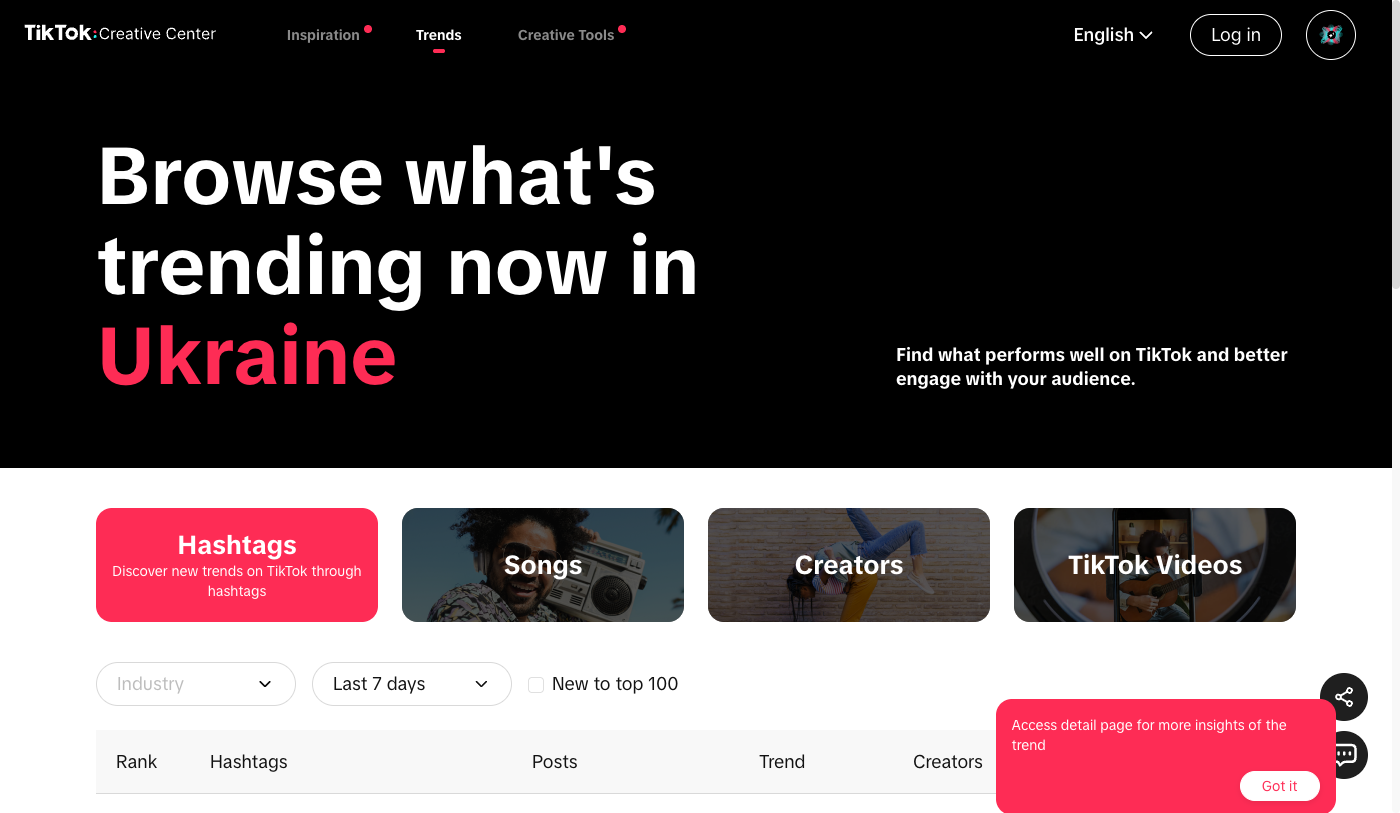 TikTok: Creative Center
Inspiration
Trends
Creative Tools
English
Log in
Browse what's
trending now in
Ukraine
Find what performs well on TikTok and better
engage with your audience.
Hashtags
Discover new trends on TikTok through
hashtags
Songs
Creators
TikTok Videos
Industry
Last 7 days
New to top 100
Rank
Hashtags
Posts
Trend
Creators
Access detail page for more insights of the
trend
Got it